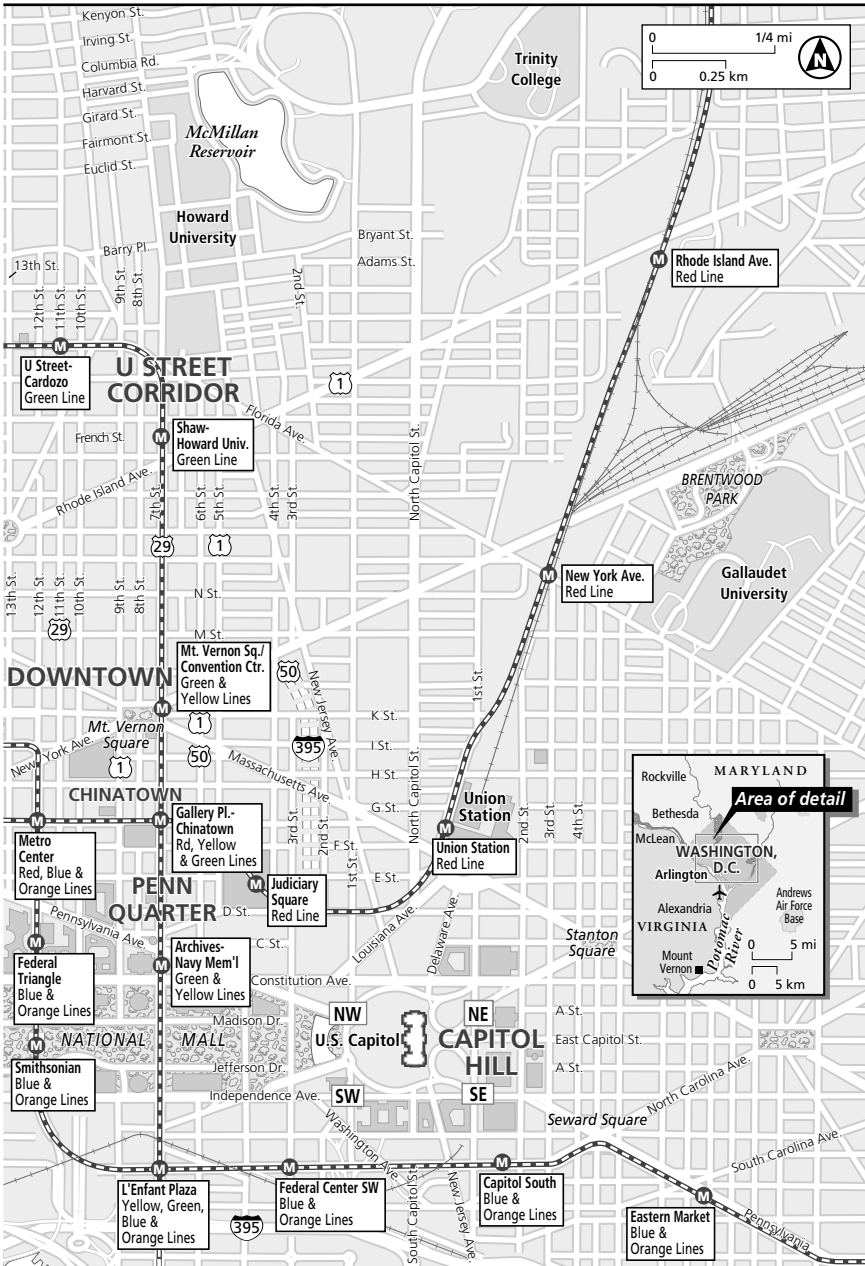 Kenyon St.
Irving St.
Columbia Rd.
Harvard St.
Girard St.
Fairmont St.
Euclid St.
McMillan
Reservoir
Trinity
College
0 1/4 mi
0 0.25 km
N
Howard
University
Barry Pl.
Bryant St.
Adams St.
2nd St.
13th St.
12th St.
11th St.
10th St.
9th St.
8th St.
M
Rhode Island Ave.
Red Line
M
U Street-
Cardozo
Green Line
U STREET
CORRIDOR
1
Florida Ave.
French St.
M
Shaw-
Howard Univ.
Green Line
Rhode Island Ave.
7th St.
6th St.
5th St.
4th St.
3rd St.
North Capitol St.
BRENTWOOD
PARK
29
1
Gallaudet
University
M
New York Ave.
Red Line
13th St.
12th St.
11th St.
10th St.
9th St.
8th St.
29
N St.
M St.
DOWNTOWN
Mt. Vernon Sq./
Convention Ctr.
Green &
Yellow Lines
M
50
New Jersey Ave.
1st St.
Mt. Vernon
Square
1
K St.
I St.
H St.
G St.
395
New York Ave.
1
50
Massachusetts Ave.
North Capitol St.
CHINATOWN
M
Metro
Center
Red, Blue &
Orange Lines
M
Gallery Pl.-
Chinatown
Rd, Yellow
& Green Lines
3rd St.
2nd St.
F St.
1st St.
E St.
Union
Station
M
Union Station
Red Line
2nd St.
3rd St.
4th St.
Rockville
MARYLAND
Bethesda
Area of detail
McLean
WASHINGTON,
D.C.
Arlington
Alexandria
Andrews
Air Force
Base
VIRGINIA
Potomac
River
Mount
Vernon
0 5 mi
0 5 km
PENN
QUARTER
M
Judiciary
Square
Red Line
D St.
C St.
Pennsylvania Ave.
Louisiana Ave.
Delaware Ave.
Stanton
Square
M
Federal
Triangle
Blue &
Orange Lines
M
Archives-
Navy Mem'l
Green &
Yellow Lines
Constitution Ave.
Madison Dr.
NW
NE
A St.
East Capitol St.
A St.
NATIONAL MALL
U.S. Capitol
CAPITOL
HILL
M
Smithsonian
Blue &
Orange Lines
Jefferson Dr.
Independence Ave.
SW
SE
Washington Ave.
Seward Square
North Carolina Ave.
South Carolina Ave.
M
L'Enfant Plaza
Yellow, Green,
Blue &
Orange Lines
395
M
Federal Center SW
Blue &
Orange Lines
South Capitol St.
New Jersey Ave.
M
Capitol South
Blue &
Orange Lines
M
Eastern Market
Blue &
Orange Lines
Pennsylvania